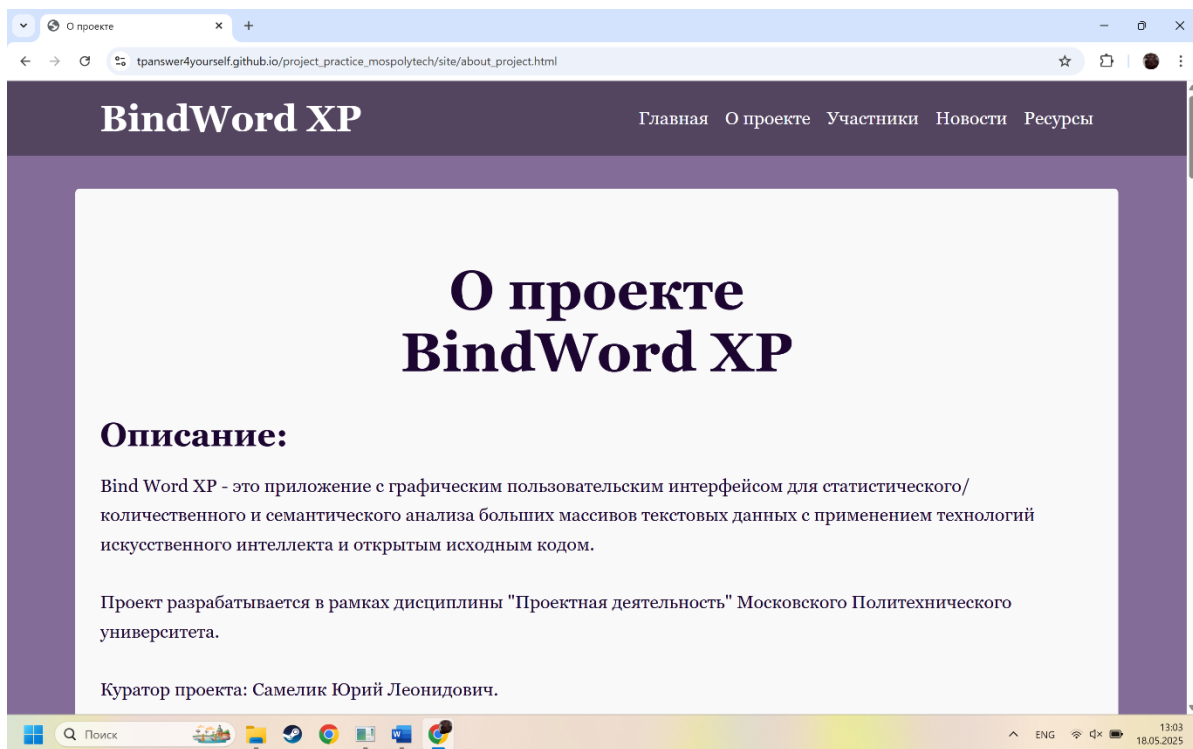 О проекте
tpanswer4yourself.github.io/project_practice_mospolytech/site/about_project.html
BindWord XP
Главная О проекте Участники Новости Ресурсы
О проекте
BindWord XP
Описание:
Bind Word XP - это приложение с графическим пользовательским интерфейсом для статистического/
количественного и семантического анализа больших массивов текстовых данных с применением технологий
искусственного интеллекта и открытым исходным кодом.
Проект разрабатывается в рамках дисциплины "Проектная деятельность" Московского Политехнического
университета.
Куратор проекта: Самелик Юрий Леонидович.
Поиск
W
ENG
13:03
18.05.2025